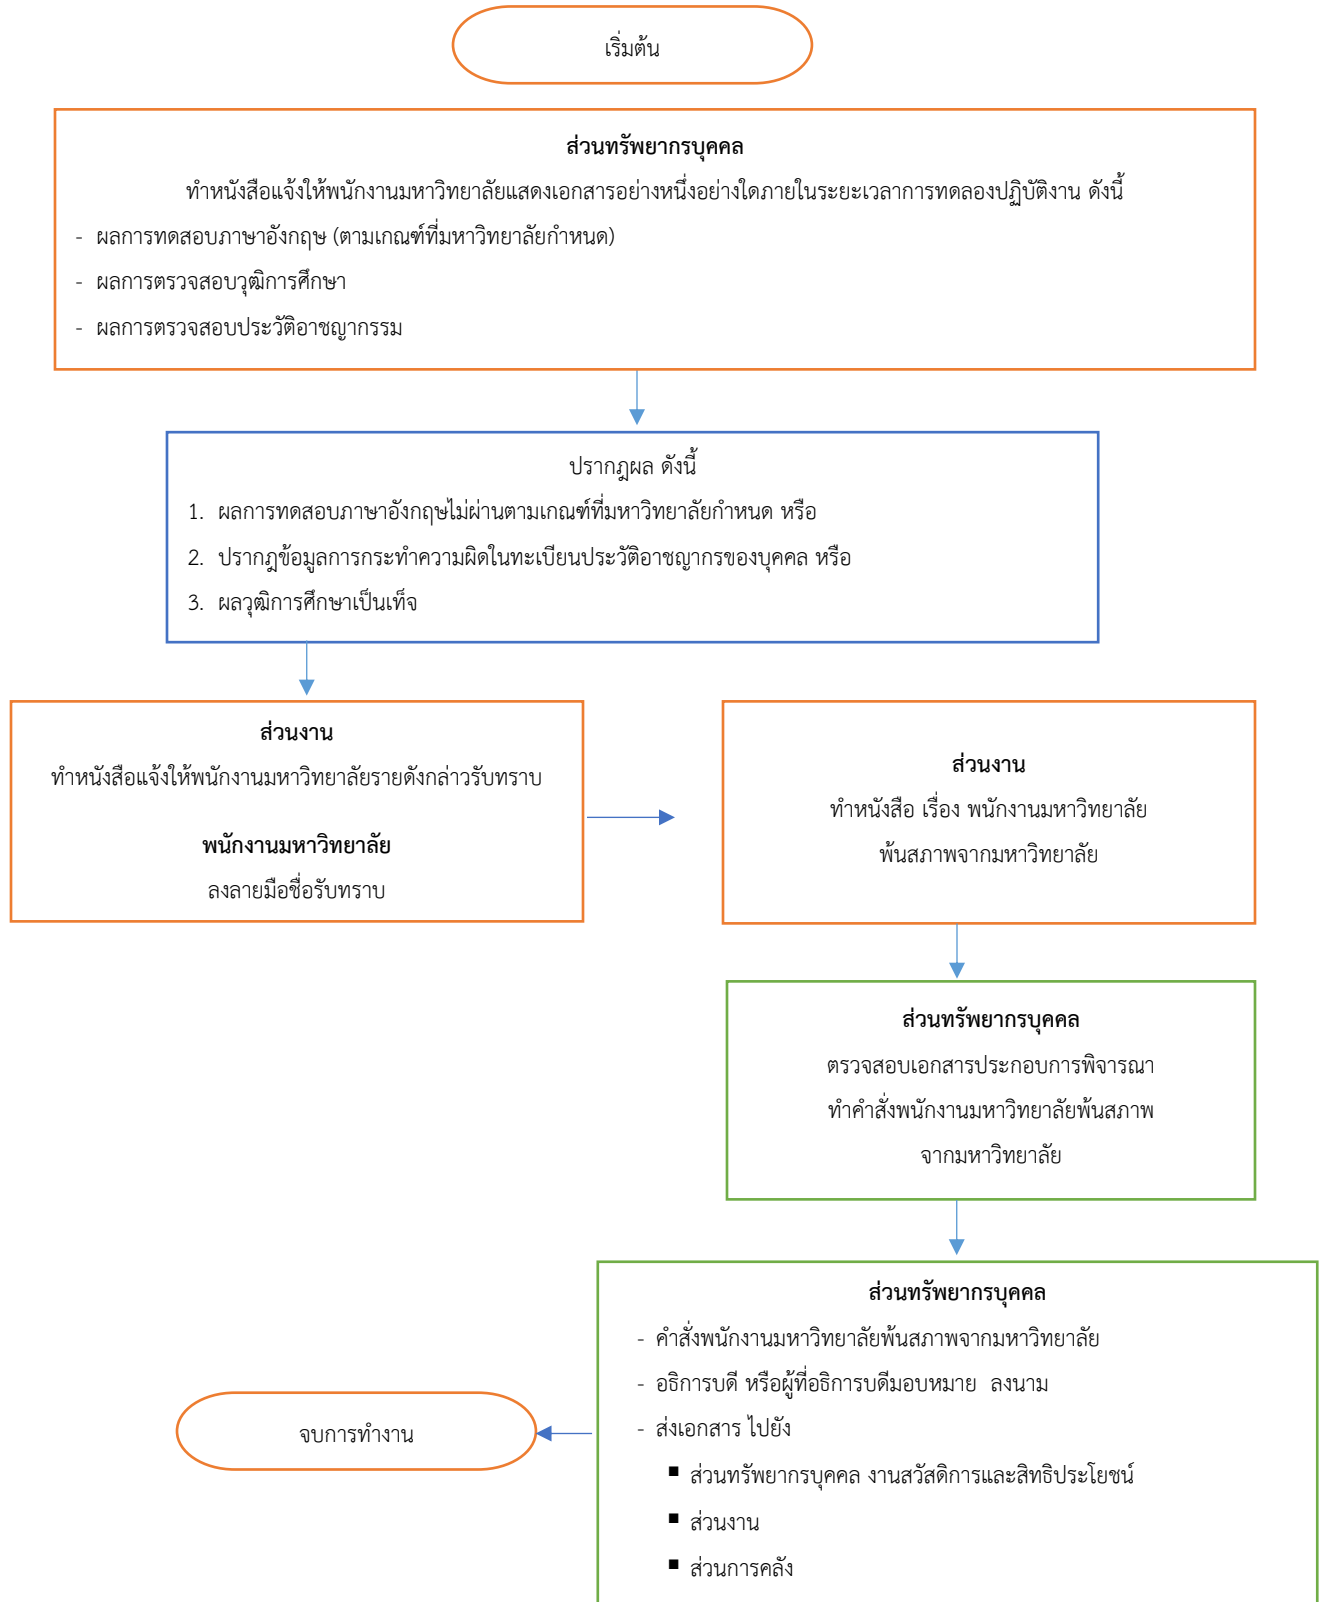 เริ่มต้น
ส่วนทรัพยากรบุคคล
ทำหนังสือแจ้งให้พนักงานมหาวิทยาลัยแสดงเอกสารอย่างหนึ่งอย่างใดภายในระยะเวลาการทดลองปฏิบัติงาน ดังนี้
- ผลการทดสอบภาษาอังกฤษ (ตามเกณฑ์ที่มหาวิทยาลัยกำหนด)
- ผลการตรวจสอบวุฒิการศึกษา
- ผลการตรวจสอบประวัติอาชญากรรม
ปรากฏผล ดังนี้
1. ผลการทดสอบภาษาอังกฤษไม่ผ่านตามเกณฑ์ที่มหาวิทยาลัยกำหนด หรือ
2. ปรากฏข้อมูลการกระทำความผิดในทะเบียนประวัติอาชญากรของบุคคล หรือ
3. ผลวุฒิการศึกษาเป็นเท็จ
ส่วนงาน
ทำหนังสือแจ้งให้พนักงานมหาวิทยาลัยรายดังกล่าวรับทราบ
พนักงานมหาวิทยาลัย
ลงลายมือชื่อรับทราบ
ส่วนงาน
ทำหนังสือ เรื่อง พนักงานมหาวิทยาลัย
พ้นสภาพจากมหาวิทยาลัย
ส่วนทรัพยากรบุคคล
ตรวจสอบเอกสารประกอบการพิจารณา
ทำคำสั่งพนักงานมหาวิทยาลัยพ้นสภาพ
จากมหาวิทยาลัย
ส่วนทรัพยากรบุคคล
- คำสั่งพนักงานมหาวิทยาลัยพ้นสภาพจากมหาวิทยาลัย
- อธิการบดี หรือผู้ที่อธิการบดีมอบหมาย ลงนาม
- ส่งเอกสาร ไปยัง
▪ ส่วนทรัพยากรบุคคล งานสวัสดิการและสิทธิประโยชน์
▪ ส่วนงาน
▪ ส่วนการคลัง
จบการทำงาน